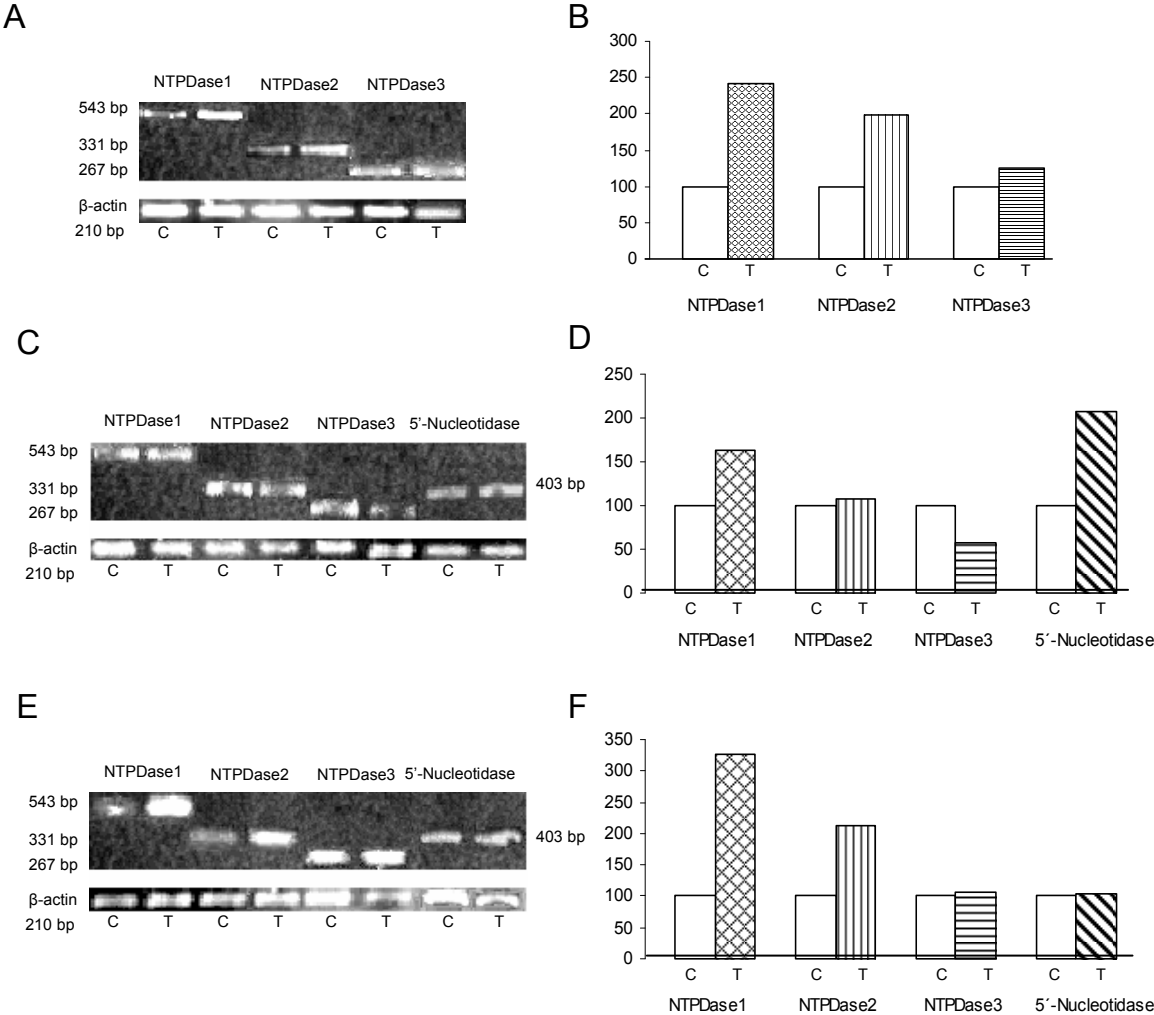 A
NTPDase1 NTPDase2 NTPDase3
543 bp
331 bp
267 bp
β-actin
210 bp
C T C T C T
B
300
250
200
150
100
50
0
C T C T C T
NTPDase1 NTPDase2 NTPDase3
C
NTPDase1 NTPDase2 NTPDase3 5'-Nucleotidase
543 bp
331 bp
267 bp
403 bp
β-actin
210 bp
C T C T C T C T
D
250
200
150
100
50
0
C T C T C T C T
NTPDase1 NTPDase2 NTPDase3 5´-Nucleotidase
E
NTPDase1 NTPDase2 NTPDase3 5'-Nucleotidase
543 bp
331 bp
267 bp
403 bp
β-actin
210 bp
C T C T C T C T
F
350
300
250
200
150
100
50
0
C T C T C T C T
NTPDase1 NTPDase2 NTPDase3 5´-Nucleotidase